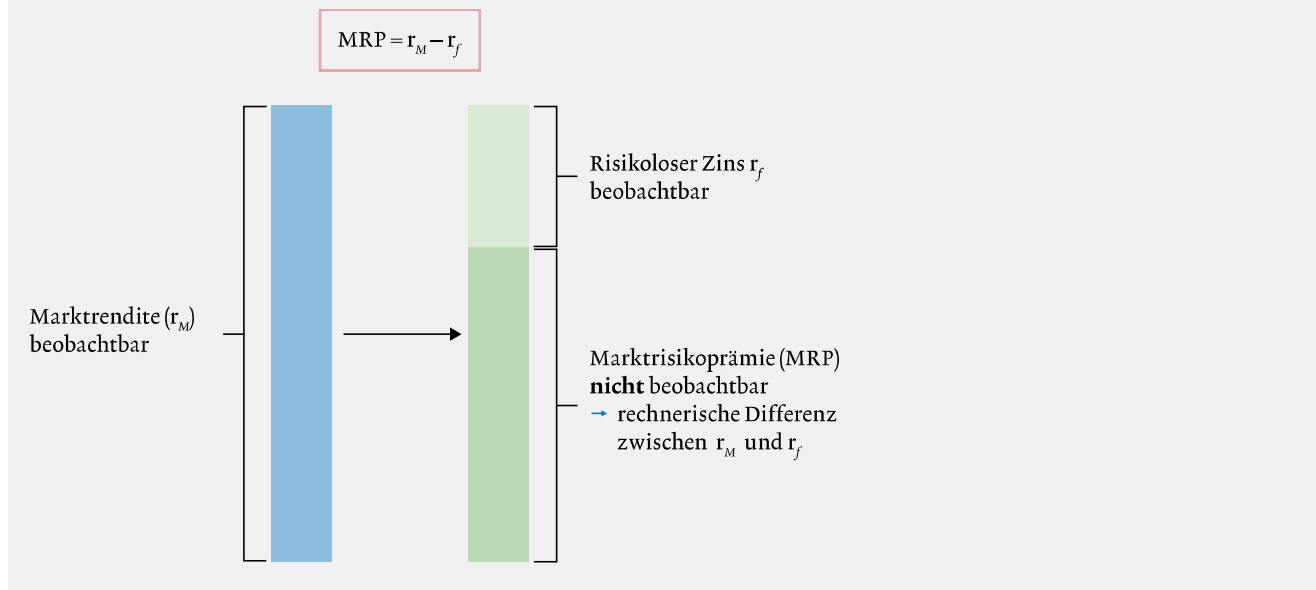 MRP = r_M – r_f
Risikoloser Zins r_f
beobachtbar
Marktrendite (r_M)
beobachtbar
Marktrisikoprämie (MRP)
nicht beobachtbar
→ rechnerische Differenz
zwischen r_M und r_f